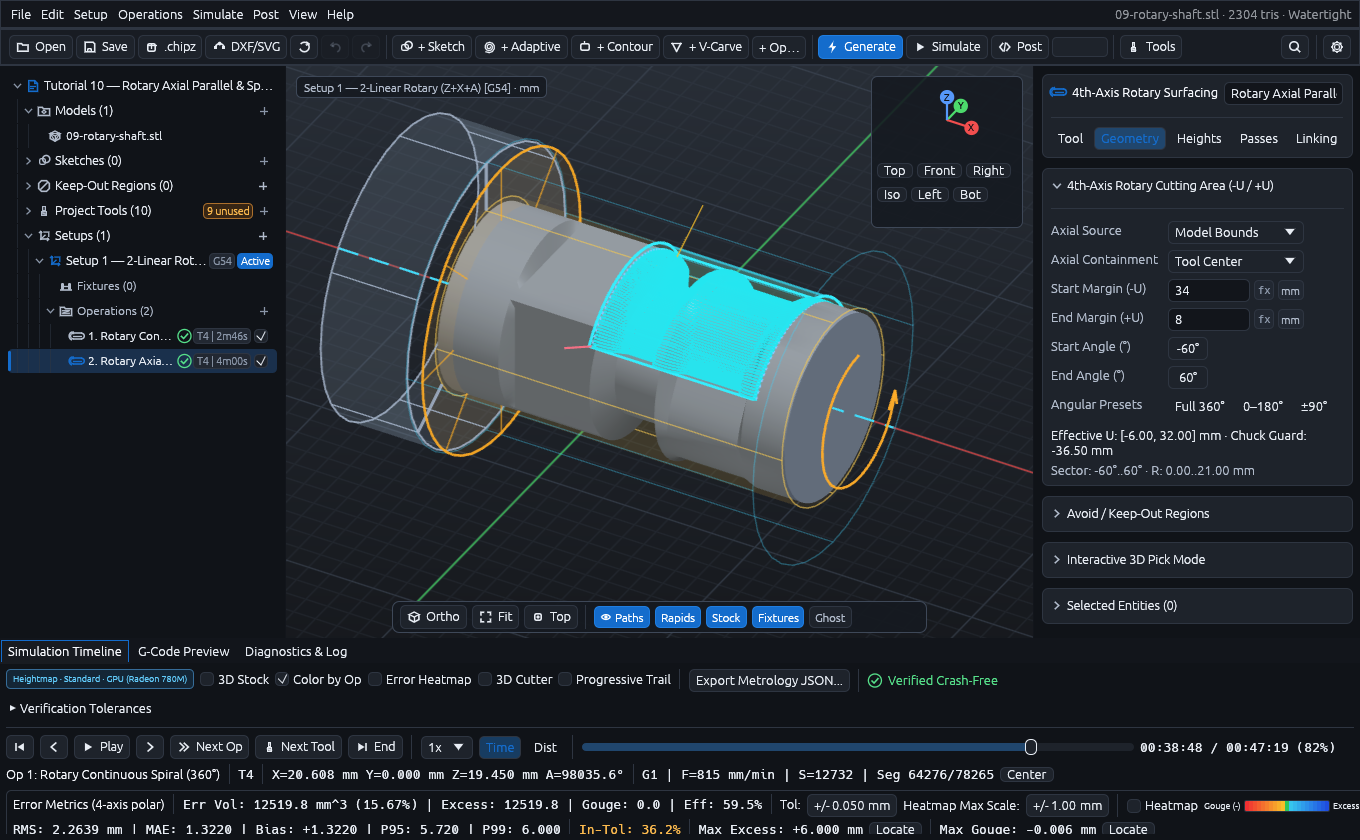 File Edit Setup Operations Simulate Post View Help
09-rotary-shaft.stl · 2304 tris · Watertight
Open Save .chipz DXF/SVG + Sketch + Adaptive + Contour + V-Carve + Op... Generate Simulate Post Tools
Tutorial 10 — Rotary Axial Parallel & Sp...
Models (1) +
09-rotary-shaft.stl
Sketches (0) +
Keep-Out Regions (0) +
Project Tools (10) 9 unused +
Setups (1) +
Setup 1 — 2-Linear Rot... G54 Active
Fixtures (0)
Operations (2) +
1. Rotary Con... T4 | 2m46s
2. Rotary Axia... T4 | 4m00s
Setup 1 — 2-Linear Rotary (Z+X+A) [G54] · mm
Z
Y
X
Top Front Right
Iso Left Bot
Ortho Fit Top Paths Rapids Stock Fixtures Ghost
4th-Axis Rotary Surfacing Rotary Axial Parall
Tool Geometry Heights Passes Linking
4th-Axis Rotary Cutting Area (-U / +U)
Axial Source Model Bounds
Axial Containment Tool Center
Start Margin (-U) 34 fx mm
End Margin (+U) 8 fx mm
Start Angle (°) -60°
End Angle (°) 60°
Angular Presets Full 360° 0–180° ±90°
Effective U: [-6.00, 32.00] mm · Chuck Guard:
-36.50 mm
Sector: -60°..60° · R: 0.00..21.00 mm
Avoid / Keep-Out Regions
Interactive 3D Pick Mode
Selected Entities (0)
Simulation Timeline G-Code Preview Diagnostics & Log
Heightmap · Standard · GPU (Radeon 780M) 3D Stock Color by Op Error Heatmap 3D Cutter Progressive Trail Export Metrology JSON... Verified Crash-Free
Verification Tolerances
Play Next Op Next Tool End 1x Time Dist 00:38:48 / 00:47:19 (82%)
Op 1: Rotary Continuous Spiral (360°) T4 X=20.608 mm Y=0.000 mm Z=19.450 mm A=98035.6° G1 | F=815 mm/min | S=12732 | Seg 64276/78265 Center
Error Metrics (4-axis polar) Err Vol: 12519.8 mm^3 (15.67%) | Excess: 12519.8 | Gouge: 0.0 | Eff: 59.5% Tol: +/- 0.050 mm Heatmap Max Scale: +/- 1.00 mm Heatmap Gouge (-) Excess
RMS: 2.2639 mm | MAE: 1.3220 | Bias: +1.3220 | P95: 5.720 | P99: 6.000 In-Tol: 36.2% Max Excess: +6.000 mm Locate Max Gouge: -0.006 mm Locate